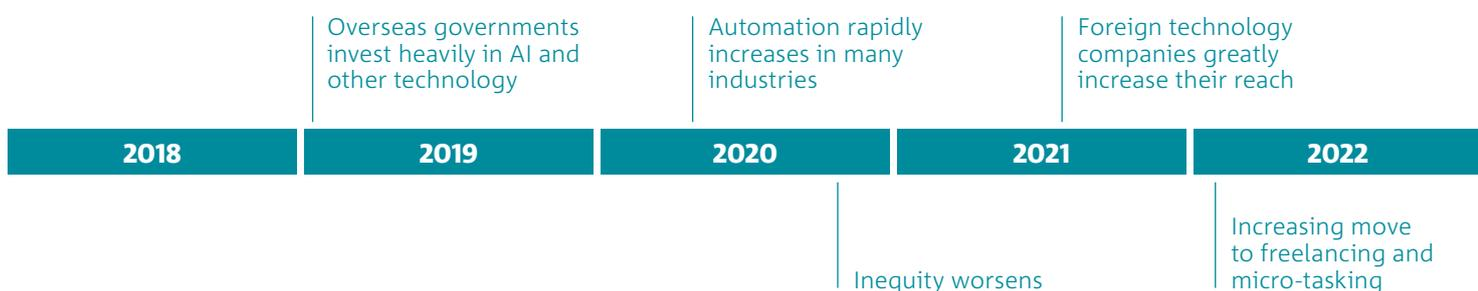 Overseas governments
invest heavily in AI and
other technology
Automation rapidly
increases in many
industries
Foreign technology
companies greatly
increase their reach
2018
2019
2020
2021
2022
Inequity worsens
Increasing move
to freelancing and
micro-tasking